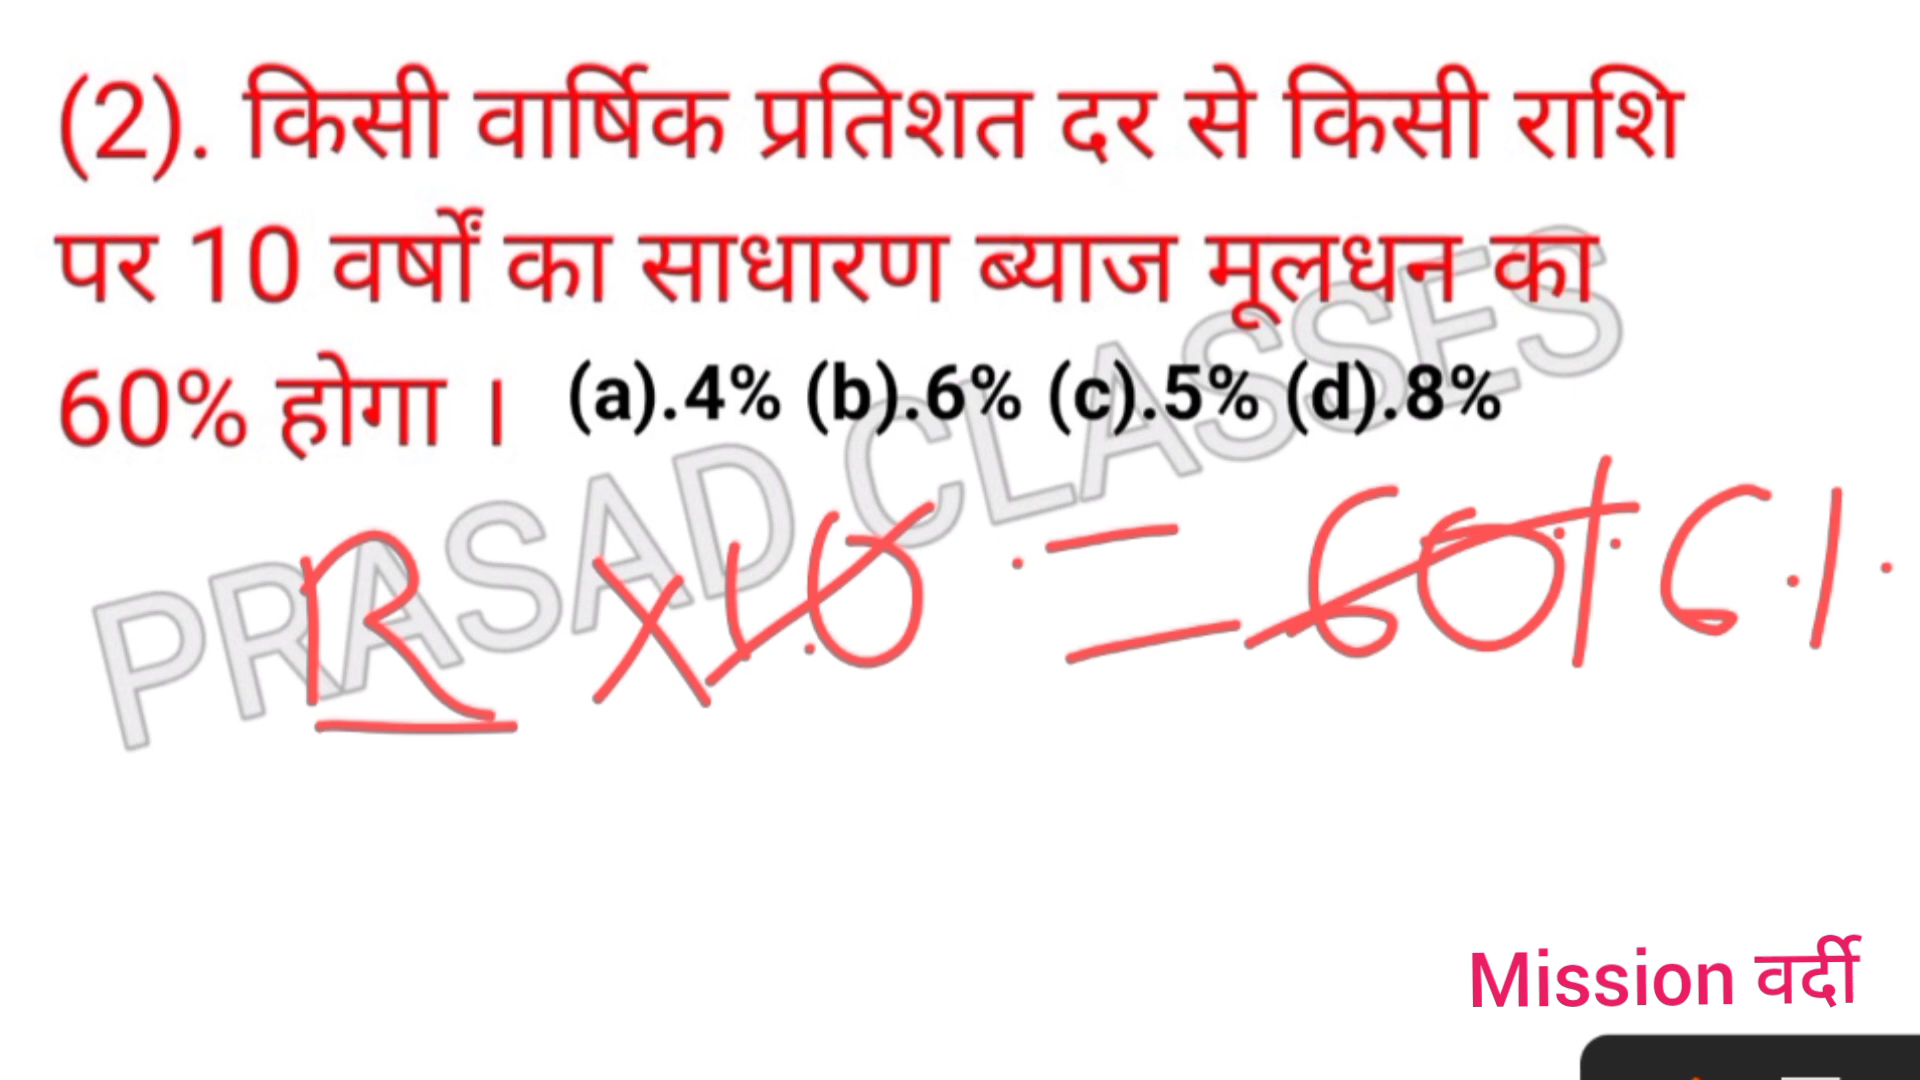 (2). किसी वार्षिक प्रतिशत दर से किसी राशि
पर 10 वर्षों का साधारण ब्याज मूलधन का
60% होगा । (a).4% (b).6% (c).5% (d).8%
PRASAD CLASSES
R × 10 = 60% 6%
Mission वर्दी